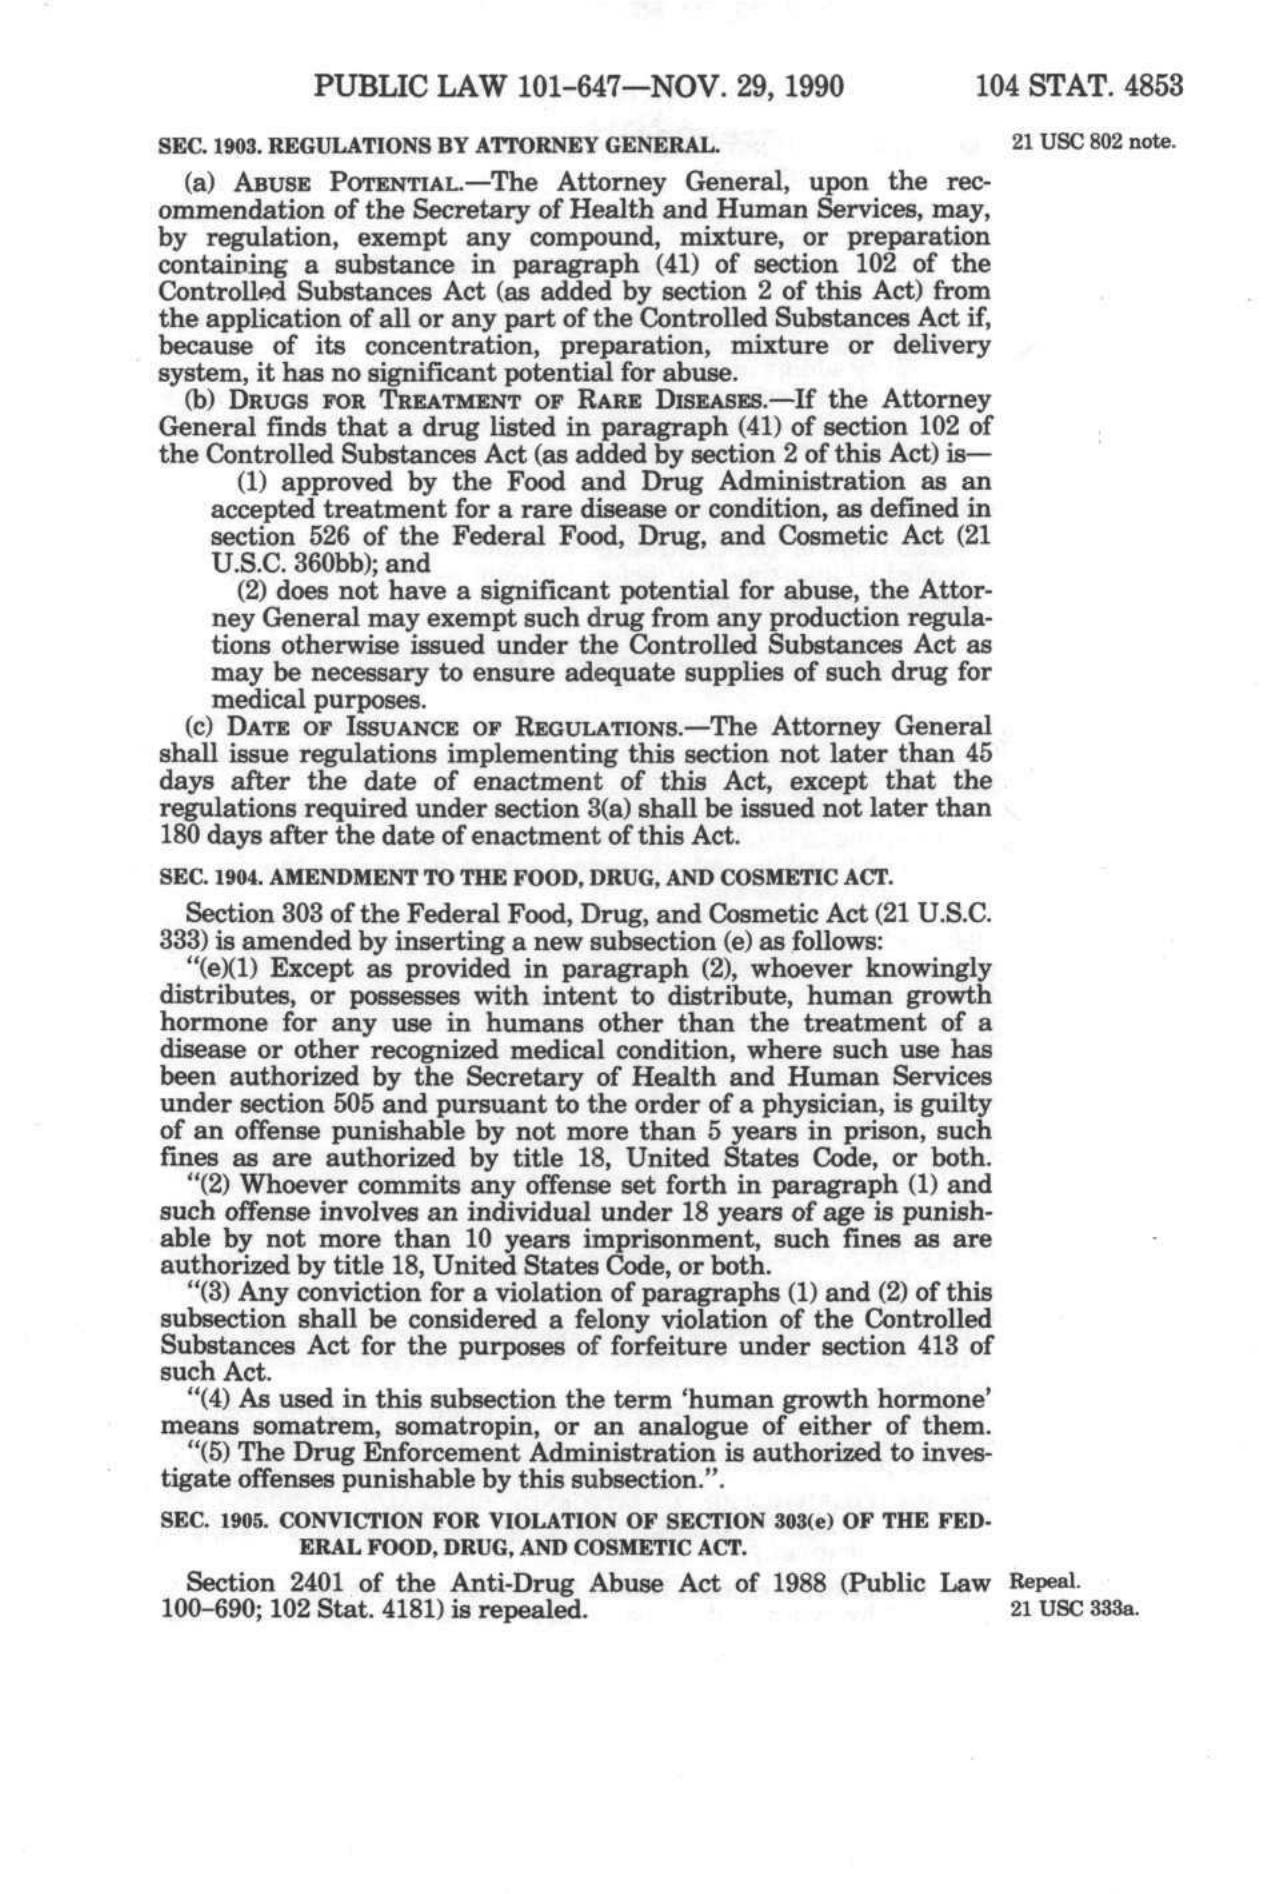 PUBLIC LAW 101–647—NOV. 29, 1990 104 STAT. 4853
SEC. 1903. REGULATIONS BY ATTORNEY GENERAL. 21 USC 802 note.
(a) ABUSE POTENTIAL.—The Attorney General, upon the rec-
ommendation of the Secretary of Health and Human Services, may,
by regulation, exempt any compound, mixture, or preparation
containing a substance in paragraph (41) of section 102 of the
Controlled Substances Act (as added by section 2 of this Act) from
the application of all or any part of the Controlled Substances Act if,
because of its concentration, preparation, mixture or delivery
system, it has no significant potential for abuse.
(b) DRUGS FOR TREATMENT OF RARE DISEASES.—If the Attorney
General finds that a drug listed in paragraph (41) of section 102 of
the Controlled Substances Act (as added by section 2 of this Act) is—
(1) approved by the Food and Drug Administration as an
accepted treatment for a rare disease or condition, as defined in
section 526 of the Federal Food, Drug, and Cosmetic Act (21
U.S.C. 360bb); and
(2) does not have a significant potential for abuse, the Attor-
ney General may exempt such drug from any production regula-
tions otherwise issued under the Controlled Substances Act as
may be necessary to ensure adequate supplies of such drug for
medical purposes.
(c) DATE OF ISSUANCE OF REGULATIONS.—The Attorney General
shall issue regulations implementing this section not later than 45
days after the date of enactment of this Act, except that the
regulations required under section 3(a) shall be issued not later than
180 days after the date of enactment of this Act.
SEC. 1904. AMENDMENT TO THE FOOD, DRUG, AND COSMETIC ACT.
Section 303 of the Federal Food, Drug, and Cosmetic Act (21 U.S.C.
333) is amended by inserting a new subsection (e) as follows:
"(e)(1) Except as provided in paragraph (2), whoever knowingly
distributes, or possesses with intent to distribute, human growth
hormone for any use in humans other than the treatment of a
disease or other recognized medical condition, where such use has
been authorized by the Secretary of Health and Human Services
under section 505 and pursuant to the order of a physician, is guilty
of an offense punishable by not more than 5 years in prison, such
fines as are authorized by title 18, United States Code, or both.
"(2) Whoever commits any offense set forth in paragraph (1) and
such offense involves an individual under 18 years of age is punish-
able by not more than 10 years imprisonment, such fines as are
authorized by title 18, United States Code, or both.
"(3) Any conviction for a violation of paragraphs (1) and (2) of this
subsection shall be considered a felony violation of the Controlled
Substances Act for the purposes of forfeiture under section 413 of
such Act.
"(4) As used in this subsection the term 'human growth hormone'
means somatrem, somatropin, or an analogue of either of them.
"(5) The Drug Enforcement Administration is authorized to inves-
tigate offenses punishable by this subsection.".
SEC. 1905. CONVICTION FOR VIOLATION OF SECTION 303(e) OF THE FED-
ERAL FOOD, DRUG, AND COSMETIC ACT.
Section 2401 of the Anti-Drug Abuse Act of 1988 (Public Law Repeal.
100–690; 102 Stat. 4181) is repealed. 21 USC 333a.